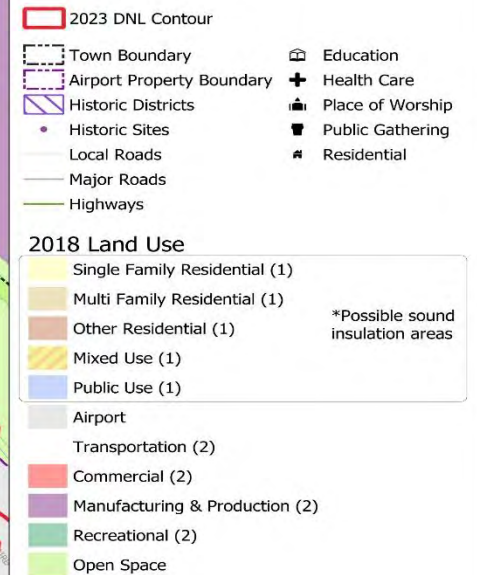 2023 DNL Contour
Town Boundary
Airport Property Boundary
Historic Districts
Historic Sites
Local Roads
Major Roads
Highways
Education
Health Care
Place of Worship
Public Gathering
Residential
2018 Land Use
Single Family Residential (1)
Multi Family Residential (1)
Other Residential (1)
Mixed Use (1)
Public Use (1)
*Possible sound
insulation areas
Airport
Transportation (2)
Commercial (2)
Manufacturing & Production (2)
Recreational (2)
Open Space